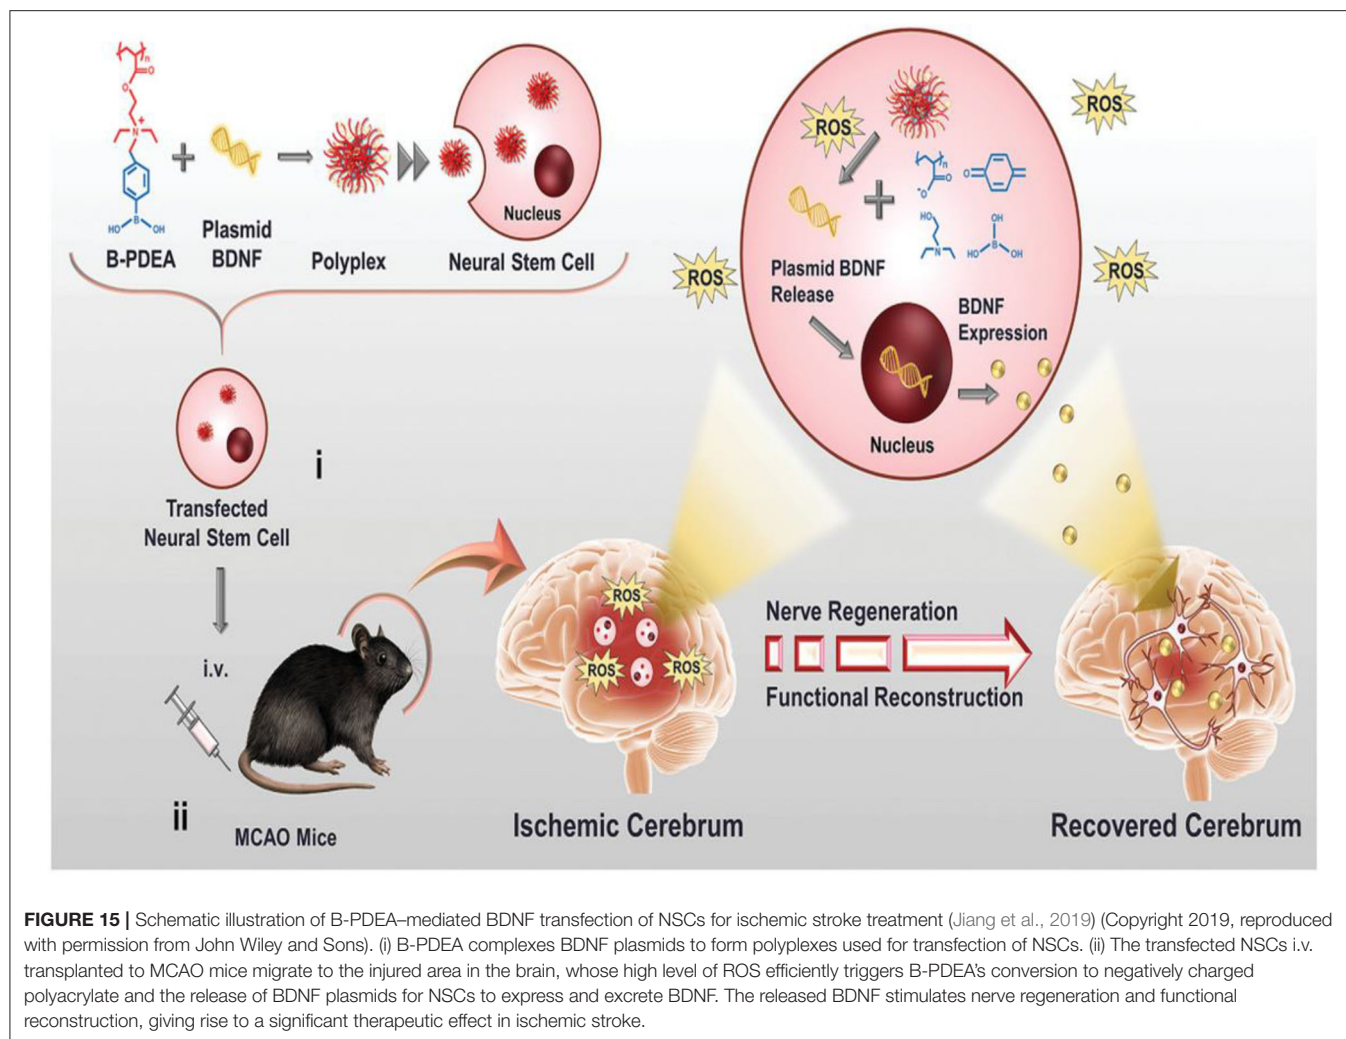 O
O
N
+
B
HO
OH
n
B-PDEA
+
Plasmid
BDNF
Polyplex
Nucleus
Neural Stem Cell
i
Transfected
Neural Stem Cell
i.v.
ii
MCAO Mice
ROS
ROS
ROS
Ischemic Cerebrum
ROS
ROS
ROS
ROS
+
n
O
-O
O
HO
N
OH
B
HO
OH
Plasmid BDNF
Release
BDNF
Expression
Nucleus
Nerve Regeneration
Functional Reconstruction
Recovered Cerebrum
FIGURE 15 | Schematic illustration of B-PDEA–mediated BDNF transfection of NSCs for ischemic stroke treatment (Jiang et al., 2019) (Copyright 2019, reproduced
with permission from John Wiley and Sons). (i) B-PDEA complexes BDNF plasmids to form polyplexes used for transfection of NSCs. (ii) The transfected NSCs i.v.
transplanted to MCAO mice migrate to the injured area in the brain, whose high level of ROS efficiently triggers B-PDEA's conversion to negatively charged
polyacrylate and the release of BDNF plasmids for NSCs to express and excrete BDNF. The released BDNF stimulates nerve regeneration and functional
reconstruction, giving rise to a significant therapeutic effect in ischemic stroke.